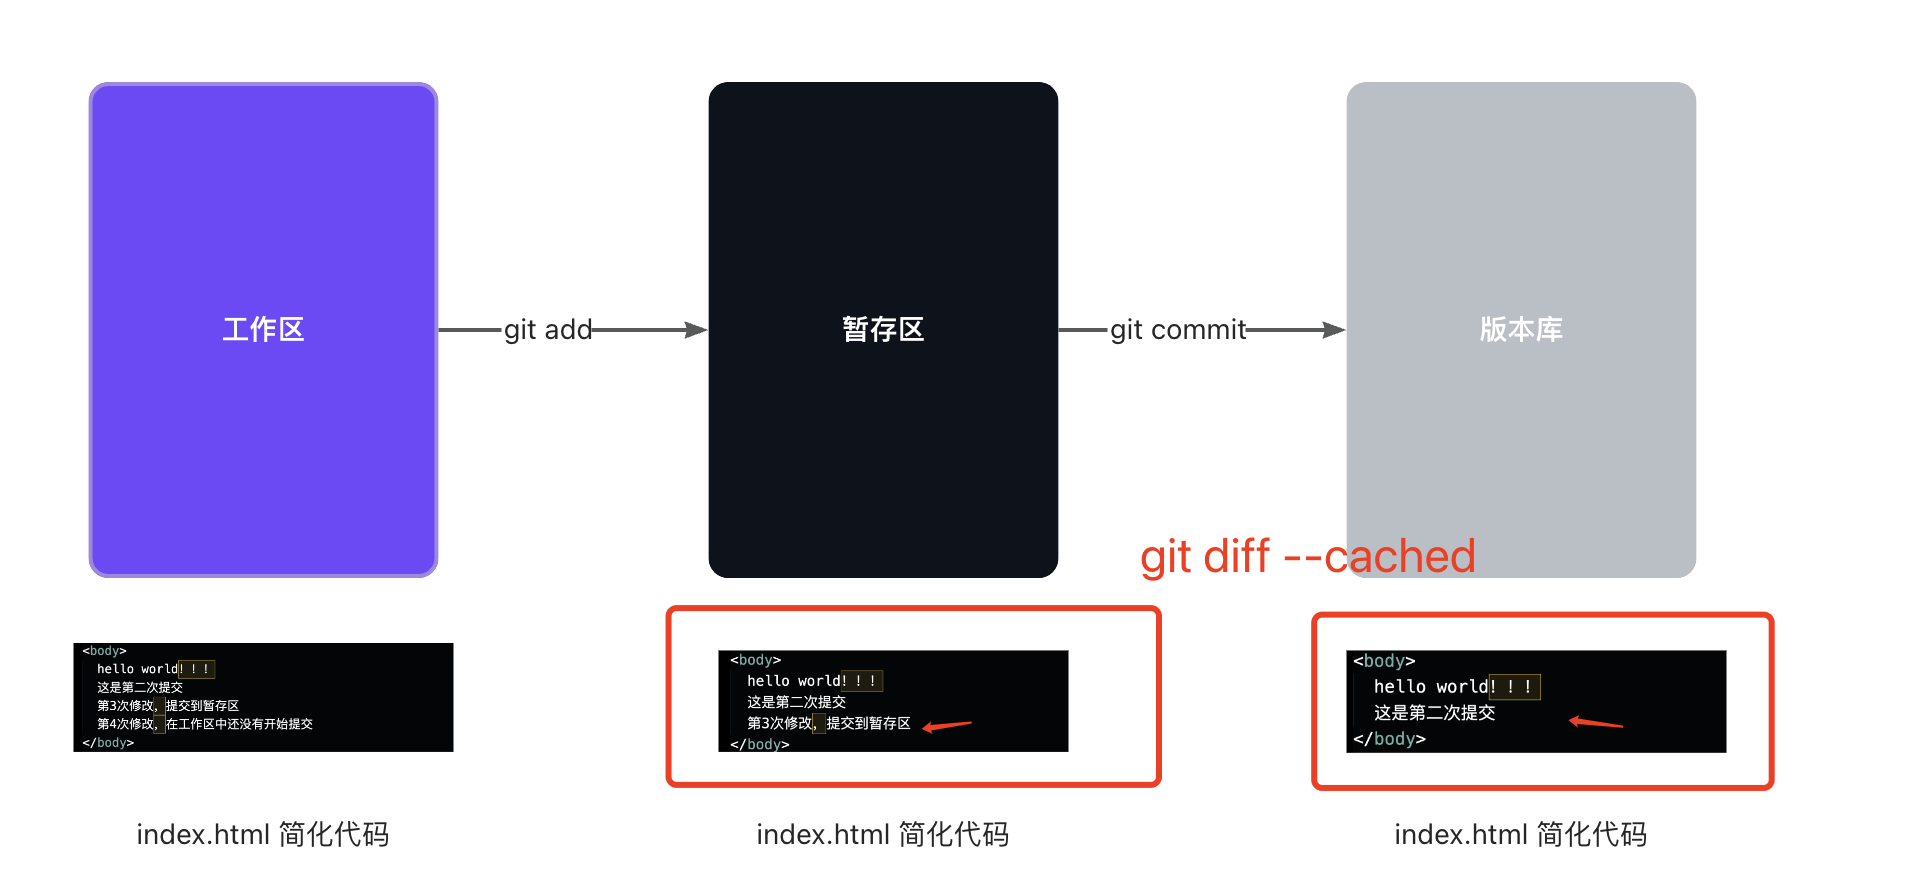 工作区
git add
暂存区
git commit
版本库
git diff --cached
<body>
hello world！！！
这是第二次提交
第3次修改，提交到暂存区
第4次修改，在工作区中还没有开始提交
</body>
<body>
hello world！！！
这是第二次提交
第3次修改，提交到暂存区
</body>
<body>
hello world！！！
这是第二次提交
</body>
index.html 简化代码
index.html 简化代码
index.html 简化代码